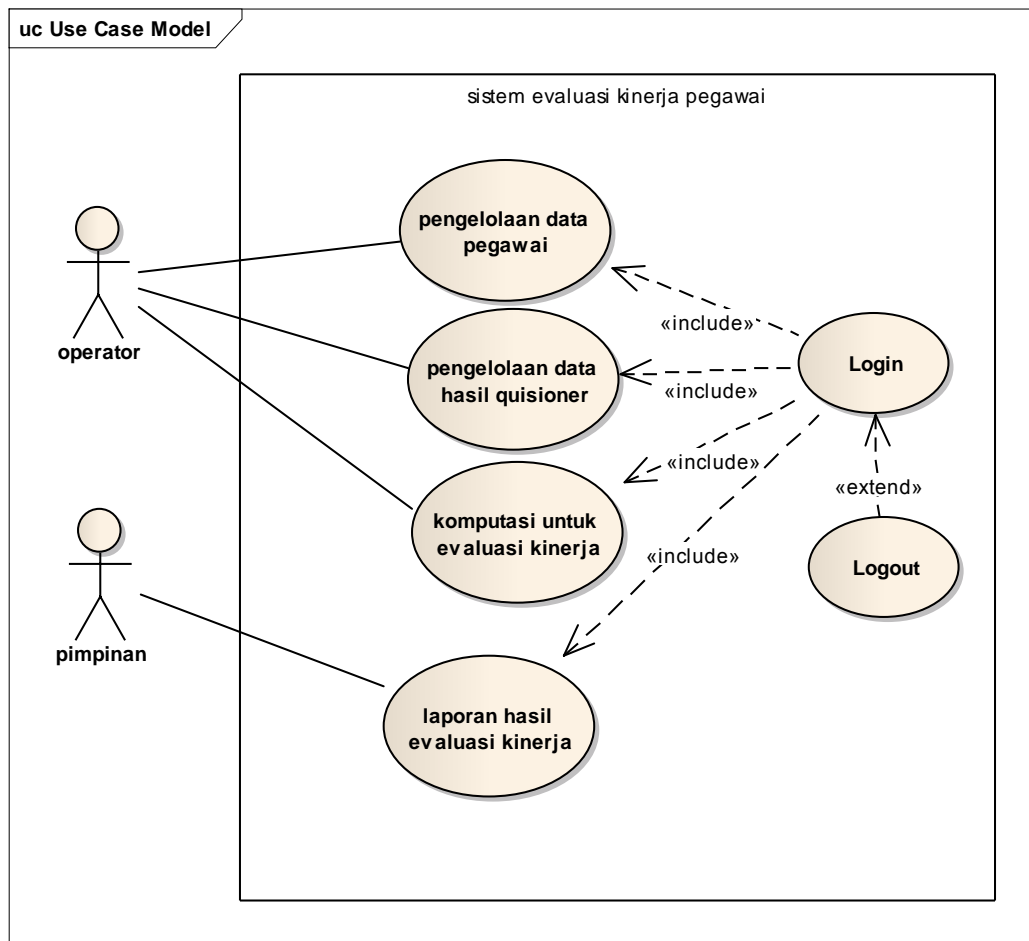 uc Use Case Model
sistem evaluasi kinerja pegawai
pengelolaan data
pegawai
«include»
operator
pengelolaan data
hasil quisioner
«include»
Login
«include»
«extend»
komputasi untuk
evaluasi kinerja
«include»
Logout
pimpinan
laporan hasil
evaluasi kinerja